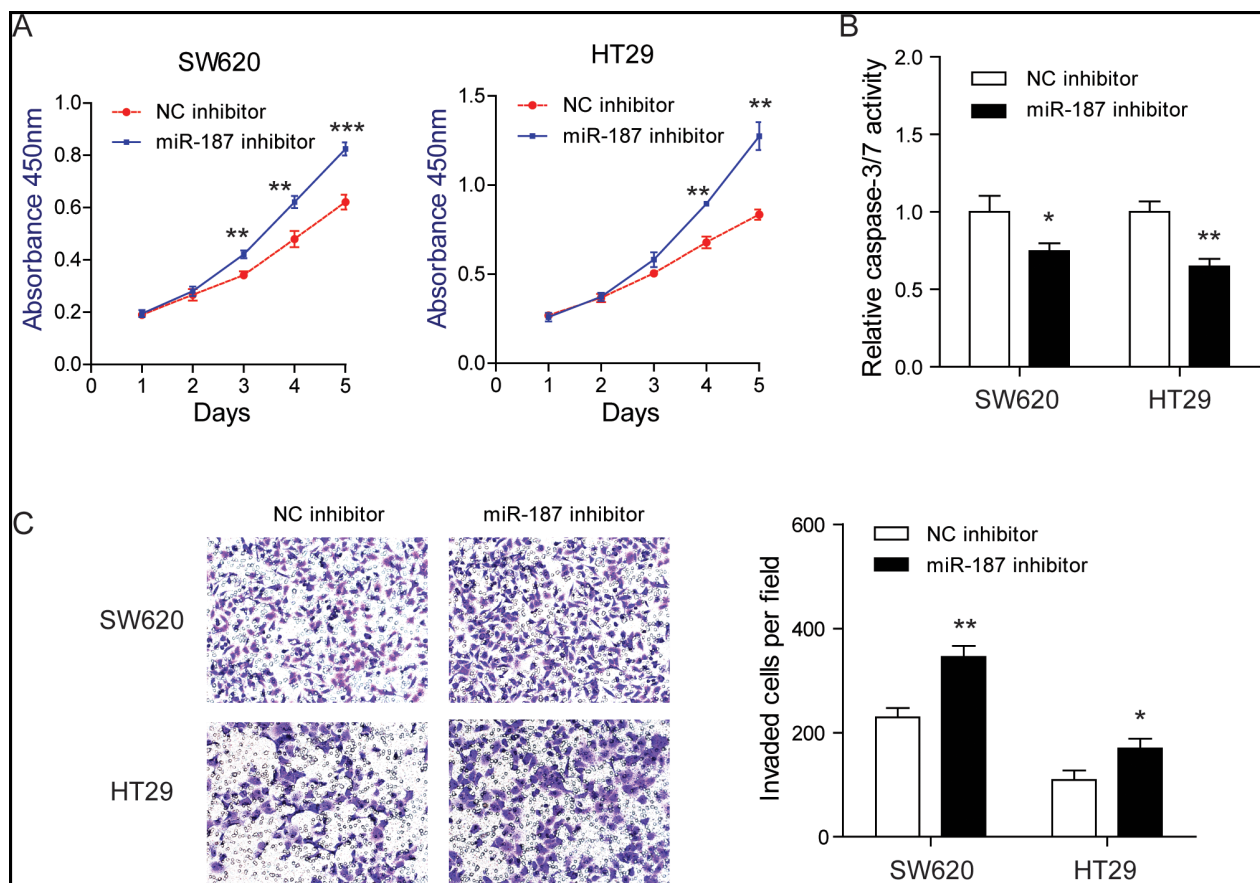 A
SW620
NC inhibitor
miR-187 inhibitor
Absorbance 450nm
1.0
0.8
0.6
0.4
0.2
0.0
**
**
***
0 1 2 3 4 5
Days
HT29
NC inhibitor
miR-187 inhibitor
Absorbance 450nm
1.5
1.0
0.5
0.0
**
**
0 1 2 3 4 5
Days
B
NC inhibitor
miR-187 inhibitor
Relative caspase-3/7 activity
2.0
1.5
1.0
0.5
0.0
*
**
SW620 HT29
C
NC inhibitor miR-187 inhibitor
SW620
HT29
NC inhibitor
miR-187 inhibitor
Invaded cells per field
600
400
200
0
**
*
SW620 HT29